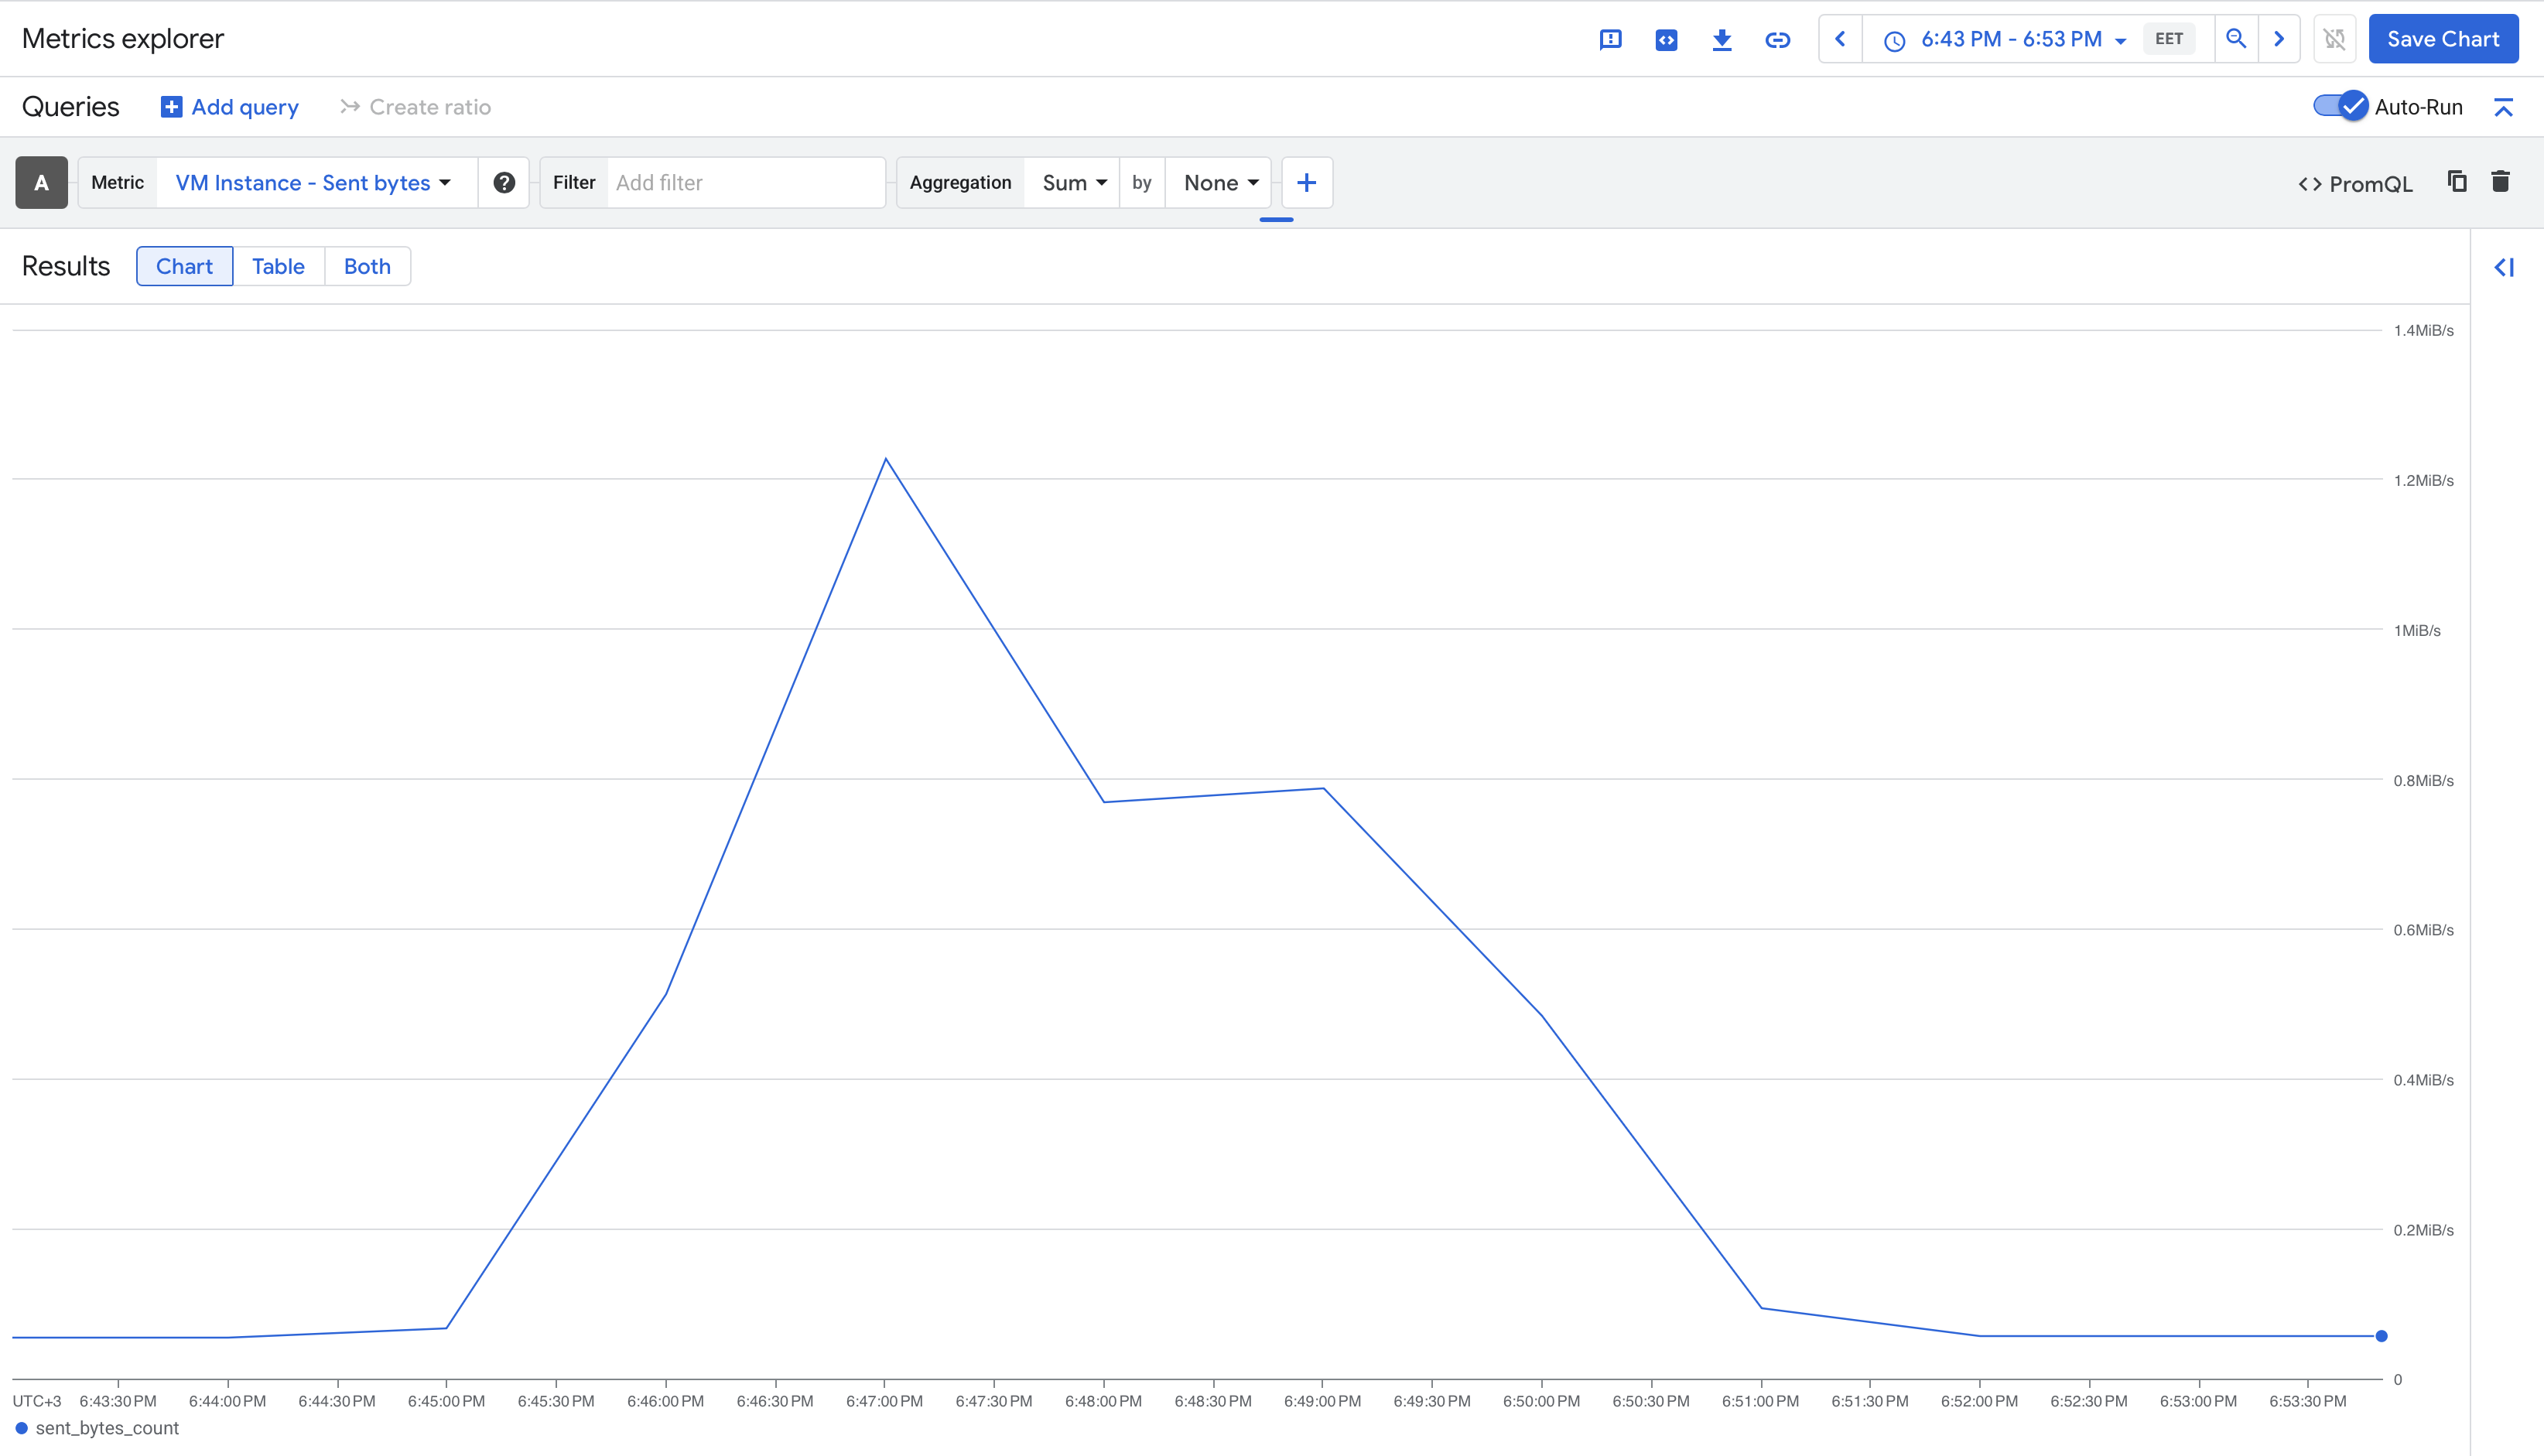 Metrics explorer
6:43 PM - 6:53 PM EET
Save Chart
Queries Add query Create ratio Auto-Run
A Metric VM Instance - Sent bytes Filter Add filter Aggregation Sum by None PromQL
Results Chart Table Both
1.4MiB/s
1.2MiB/s
1MiB/s
0.8MiB/s
0.6MiB/s
0.4MiB/s
0.2MiB/s
0
UTC+3 6:43:30 PM 6:44:00 PM 6:44:30 PM 6:45:00 PM 6:45:30 PM 6:46:00 PM 6:46:30 PM 6:47:00 PM 6:47:30 PM 6:48:00 PM 6:48:30 PM 6:49:00 PM 6:49:30 PM 6:50:00 PM 6:50:30 PM 6:51:00 PM 6:51:30 PM 6:52:00 PM 6:52:30 PM 6:53:00 PM 6:53:30 PM
sent_bytes_count